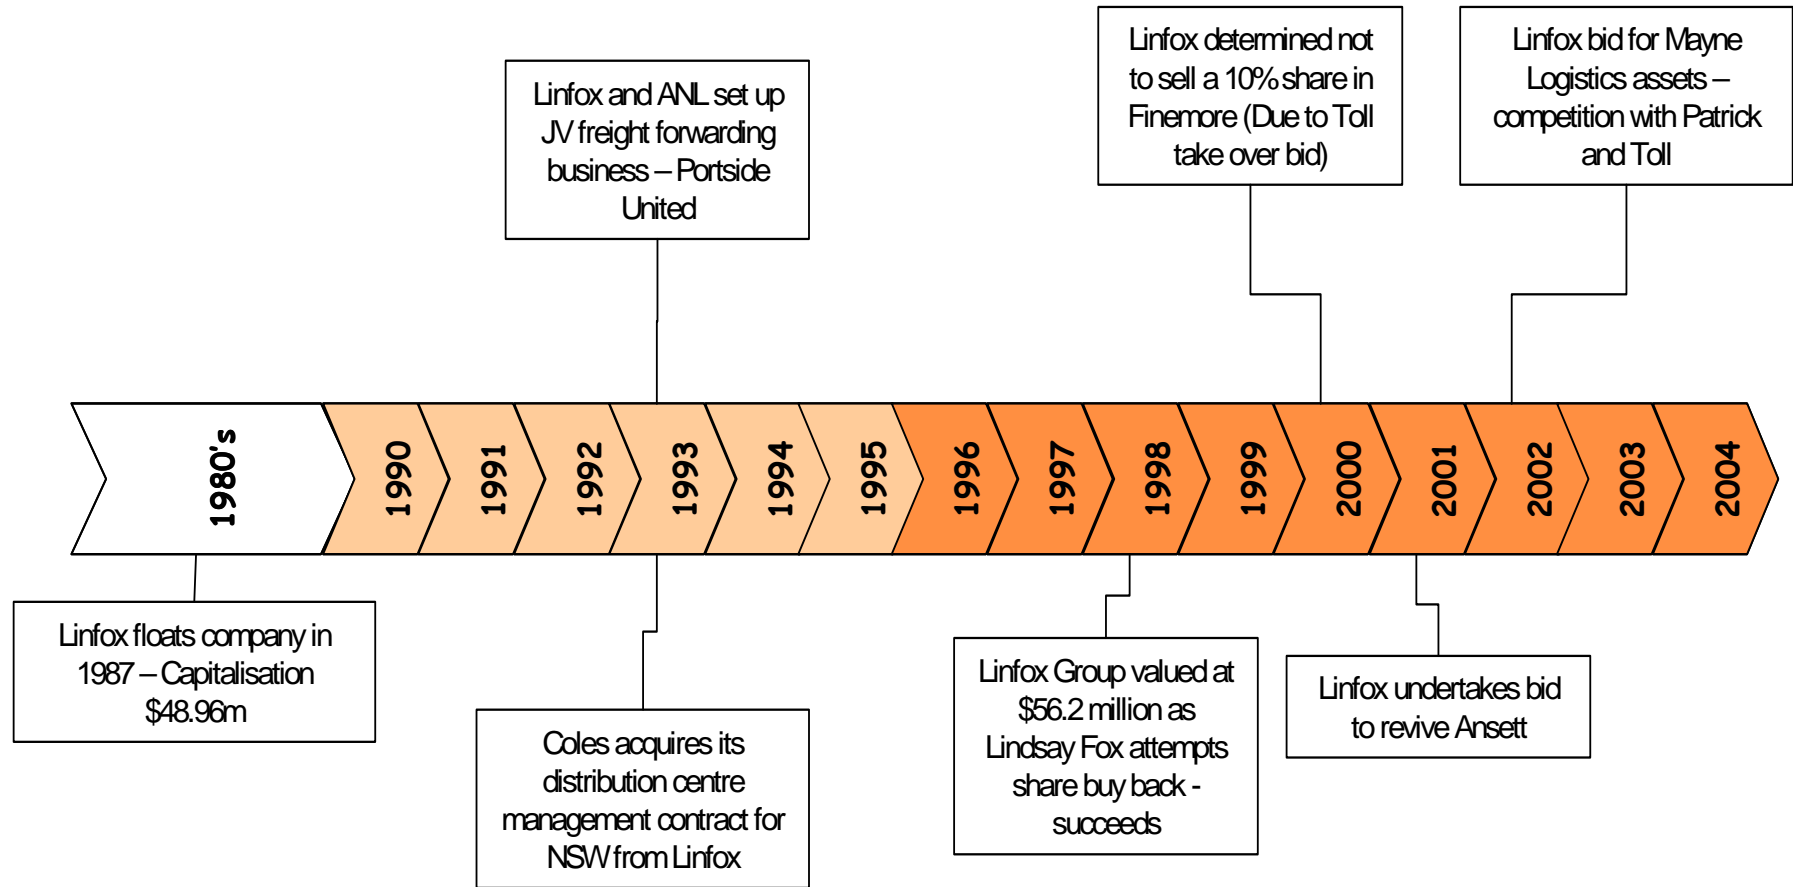 Linfox determined not
to sell a 10% share in
Finemore (Due to Toll
take over bid)
Linfox bid for Mayne
Logistics assets –
competition with Patrick
and Toll
Linfox and ANL set up
JV freight forwarding
business – Portside
United
1980's
1990
1991
1992
1993
1994
1995
1996
1997
1998
1999
2000
2001
2002
2003
2004
Linfox floats company in
1987 – Capitalisation
$48.96m
Coles acquires its
distribution centre
management contract for
NSW from Linfox
Linfox Group valued at
$56.2 million as
Lindsay Fox attempts
share buy back -
succeeds
Linfox undertakes bid
to revive Ansett